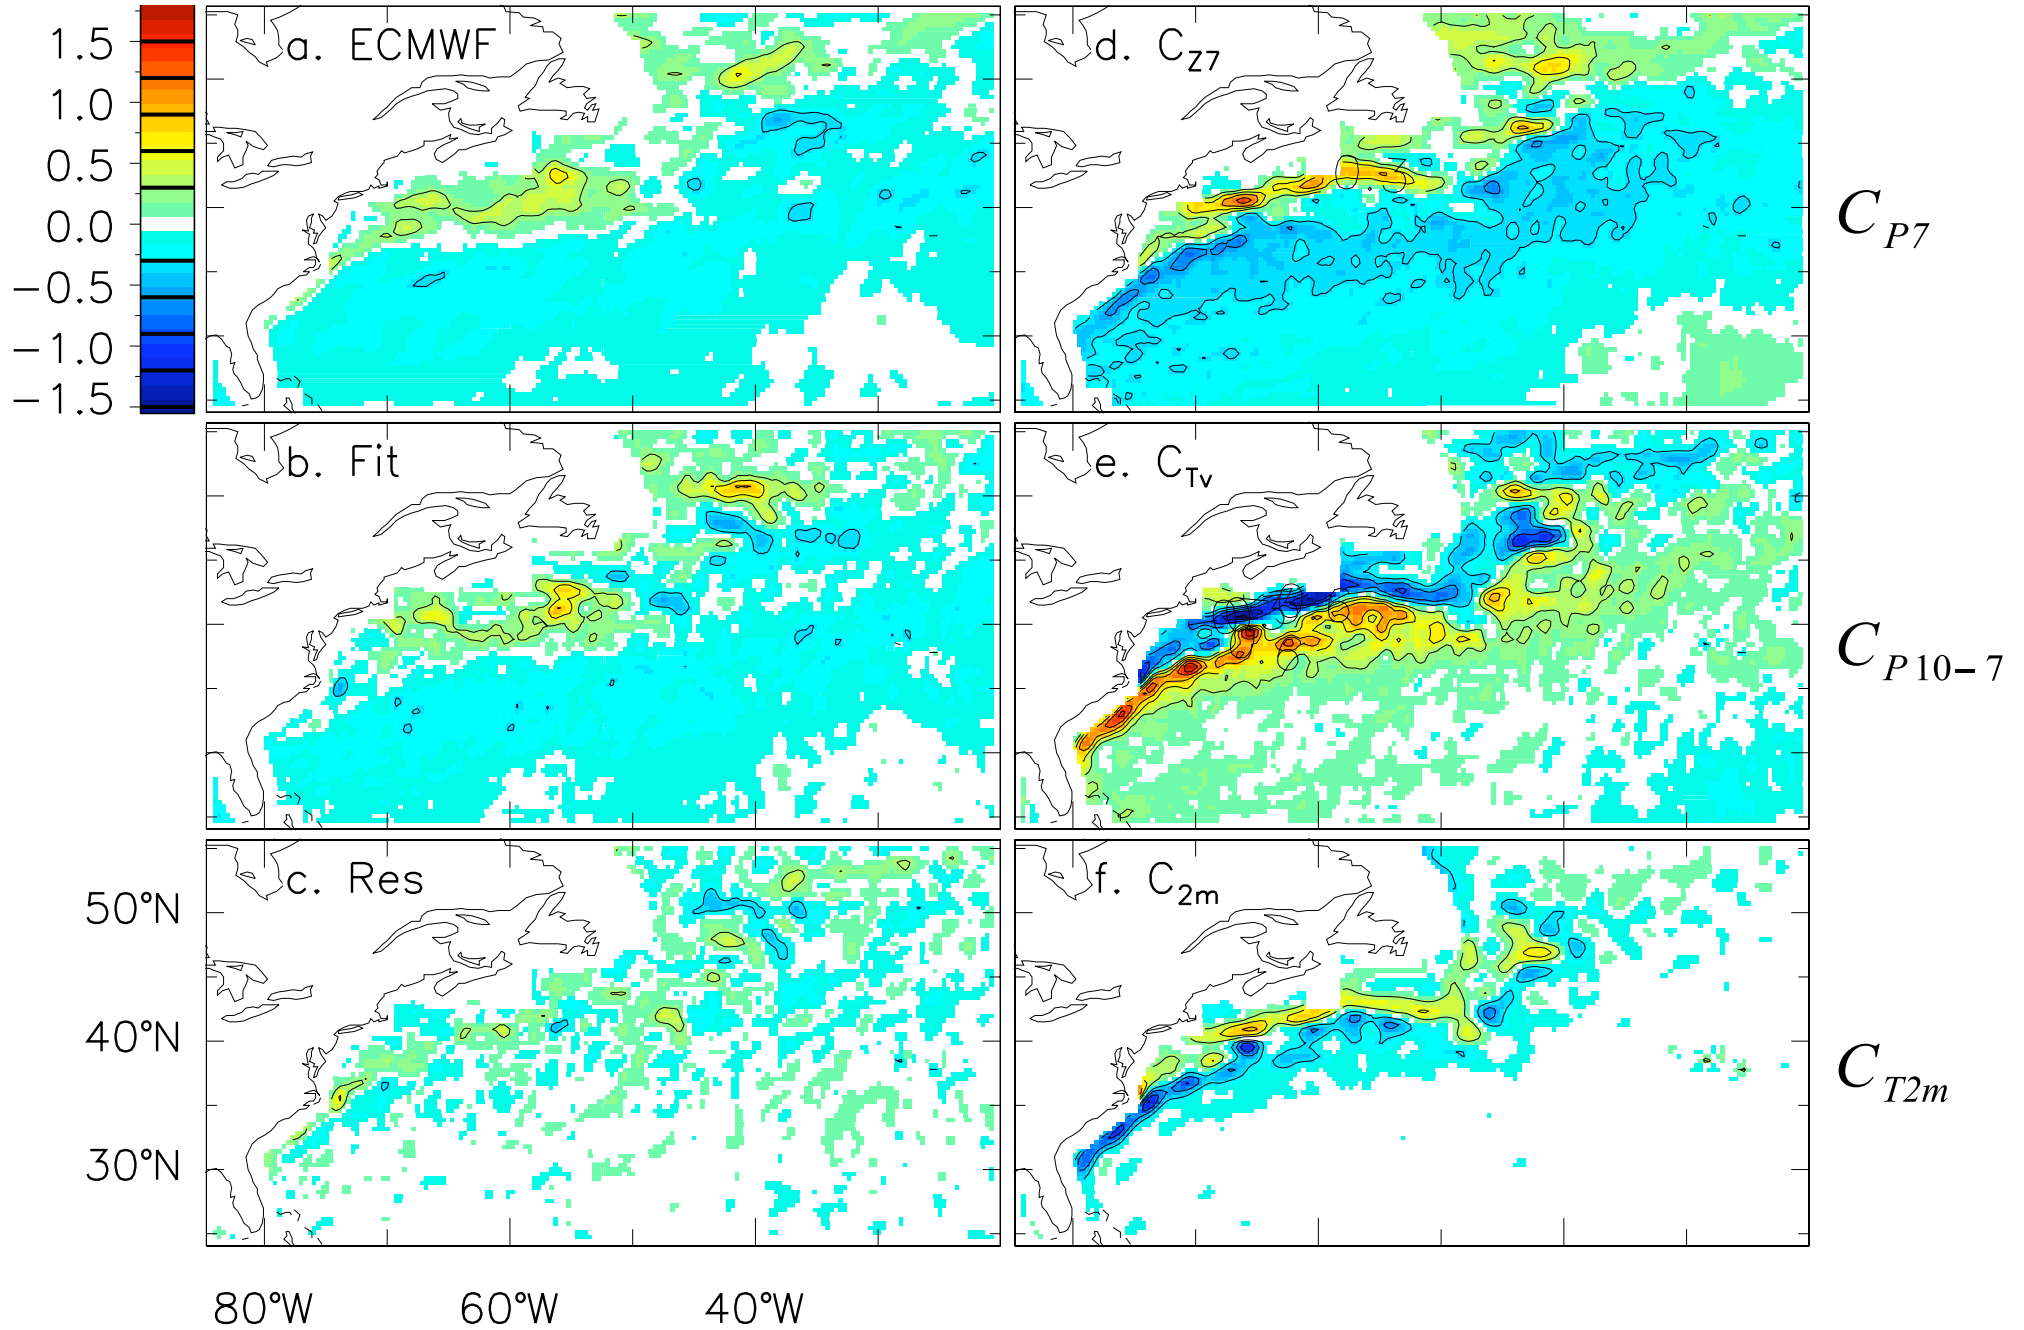 1.5
1.0
0.5
0.0
−0.5
−1.0
−1.5
a. ECMWF
d. C_Z7
C_P7
b. Fit
e. C_Tv
C_P10−7
c. Res
f. C_2m
C_T2m
50°N
40°N
30°N
80°W 60°W 40°W